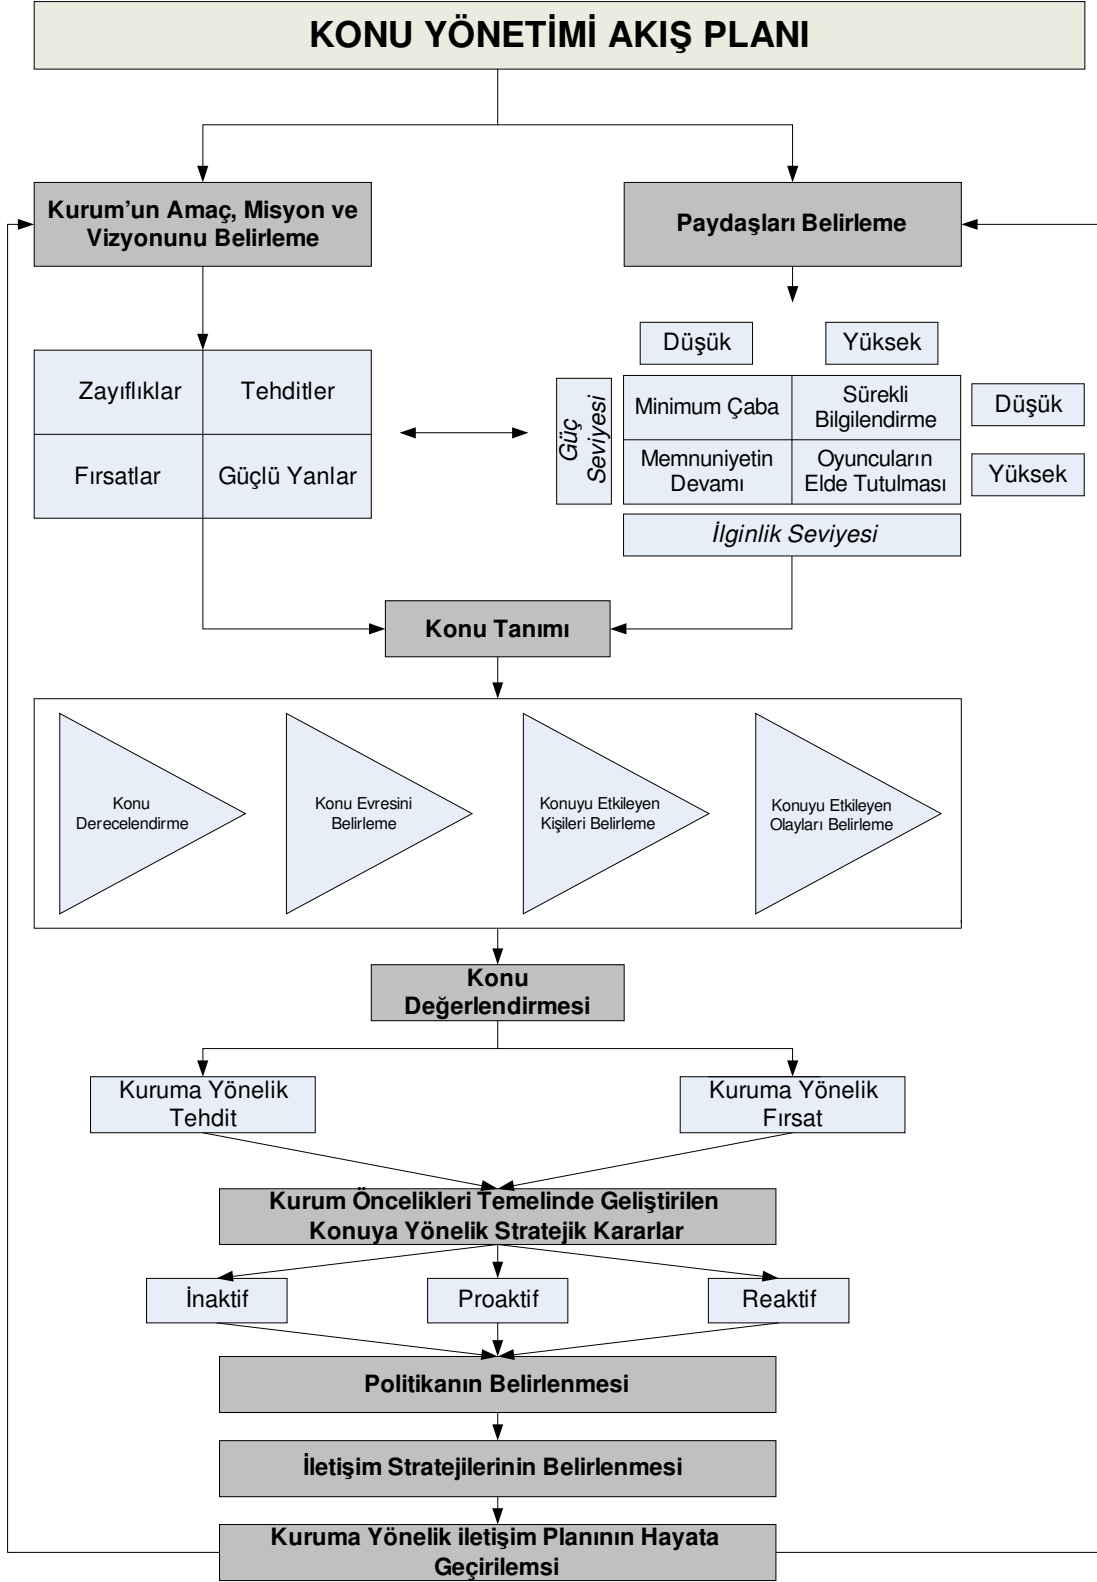 KONU YÖNETİMİ AKIŞ PLANI
Kurum'un Amaç, Misyon ve
Vizyonunu Belirleme
Paydaşları Belirleme
Düşük
Yüksek
Zayıflıklar
Tehditler
Fırsatlar
Güçlü Yanlar
Güç
Seviyesi
Minimum Çaba
Sürekli
Bilgilendirme
Düşük
Memnuniyetin
Devamı
Oyuncuların
Elde Tutulması
Yüksek
İlginlik Seviyesi
Konu Tanımı
Konu
Derecelendirme
Konu Evresini
Belirleme
Konuyu Etkileyen
Kişileri Belirleme
Konuyu Etkileyen
Olayları Belirleme
Konu
Değerlendirmesi
Kuruma Yönelik
Tehdit
Kuruma Yönelik
Fırsat
Kurum Öncelikleri Temelinde Geliştirilen
Konuya Yönelik Stratejik Kararlar
İnaktif
Proaktif
Reaktif
Politikanın Belirlenmesi
İletişim Stratejilerinin Belirlenmesi
Kuruma Yönelik iletişim Planının Hayata
Geçirilemsi